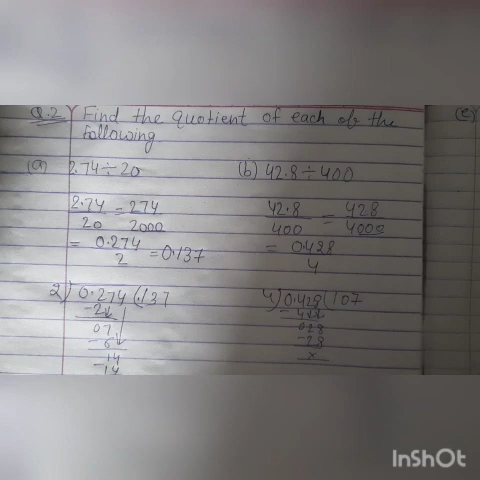 Q.2 Find the quotient of each of the
following.
(a) 2.74÷20 (b) 42.8÷400 (c)
2.74/20 = 274/2000 42.8/400 = 428/4000
= 0.274/2 = 0.137 = 0.428/4
2)0.274(.137 4)0.428(107
-2↓ -4↓↓
07 028
-6↓ -28
14 x
-14
InShOt